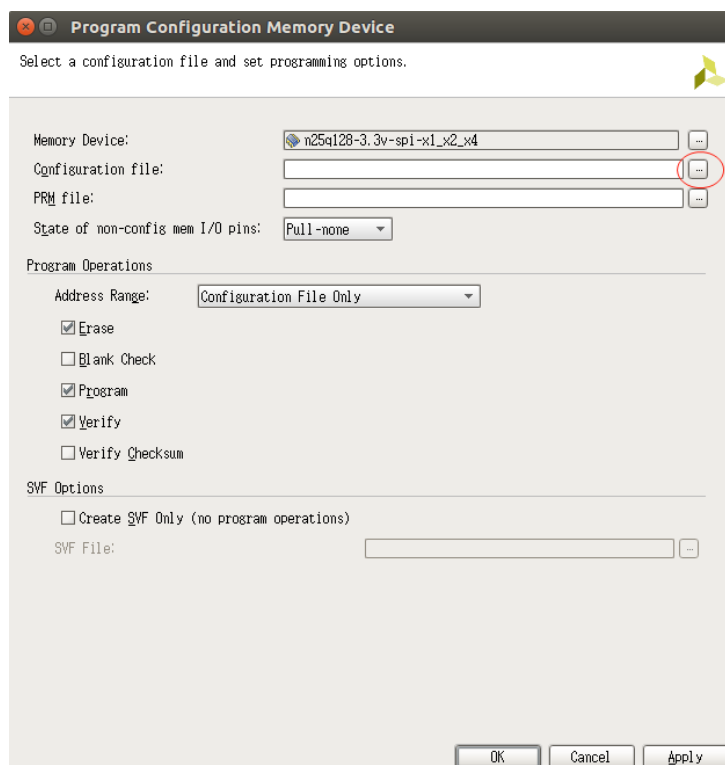 Program Configuration Memory Device
Select a configuration file and set programming options.
Memory Device: n25q128-3.3v-spi-x1_x2_x4 ...
Configuration file: ...
PRM file: ...
State of non-config mem I/O pins: Pull-none
Program Operations
Address Range: Configuration File Only
Erase
Blank Check
Program
Verify
Verify Checksum
SVF Options
Create SVF Only (no program operations)
SVF File: ...
OK Cancel Apply